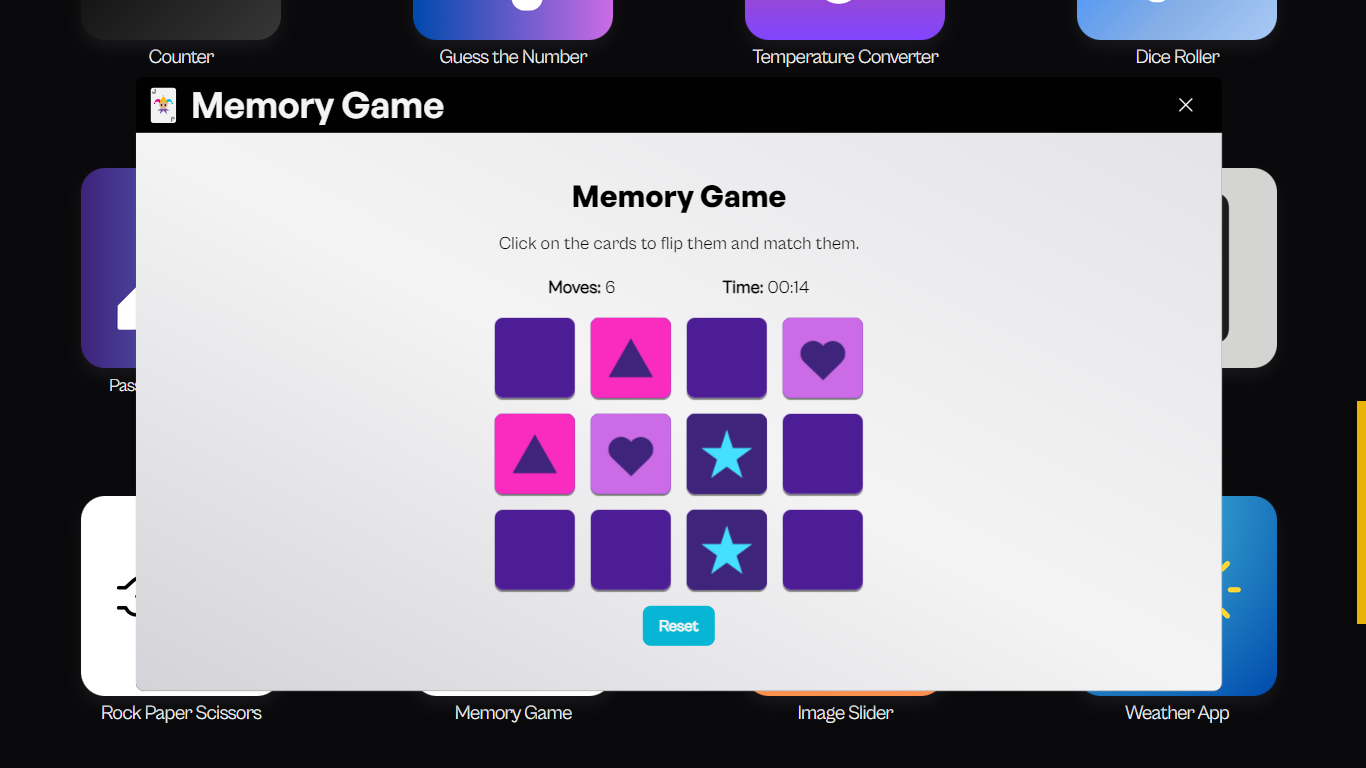 Counter
Guess the Number
Temperature Converter
Dice Roller
Memory Game
Memory Game
Click on the cards to flip them and match them.
Moves: 6
Time: 00:14
Pas
Reset
Rock Paper Scissors
Memory Game
Image Slider
Weather App